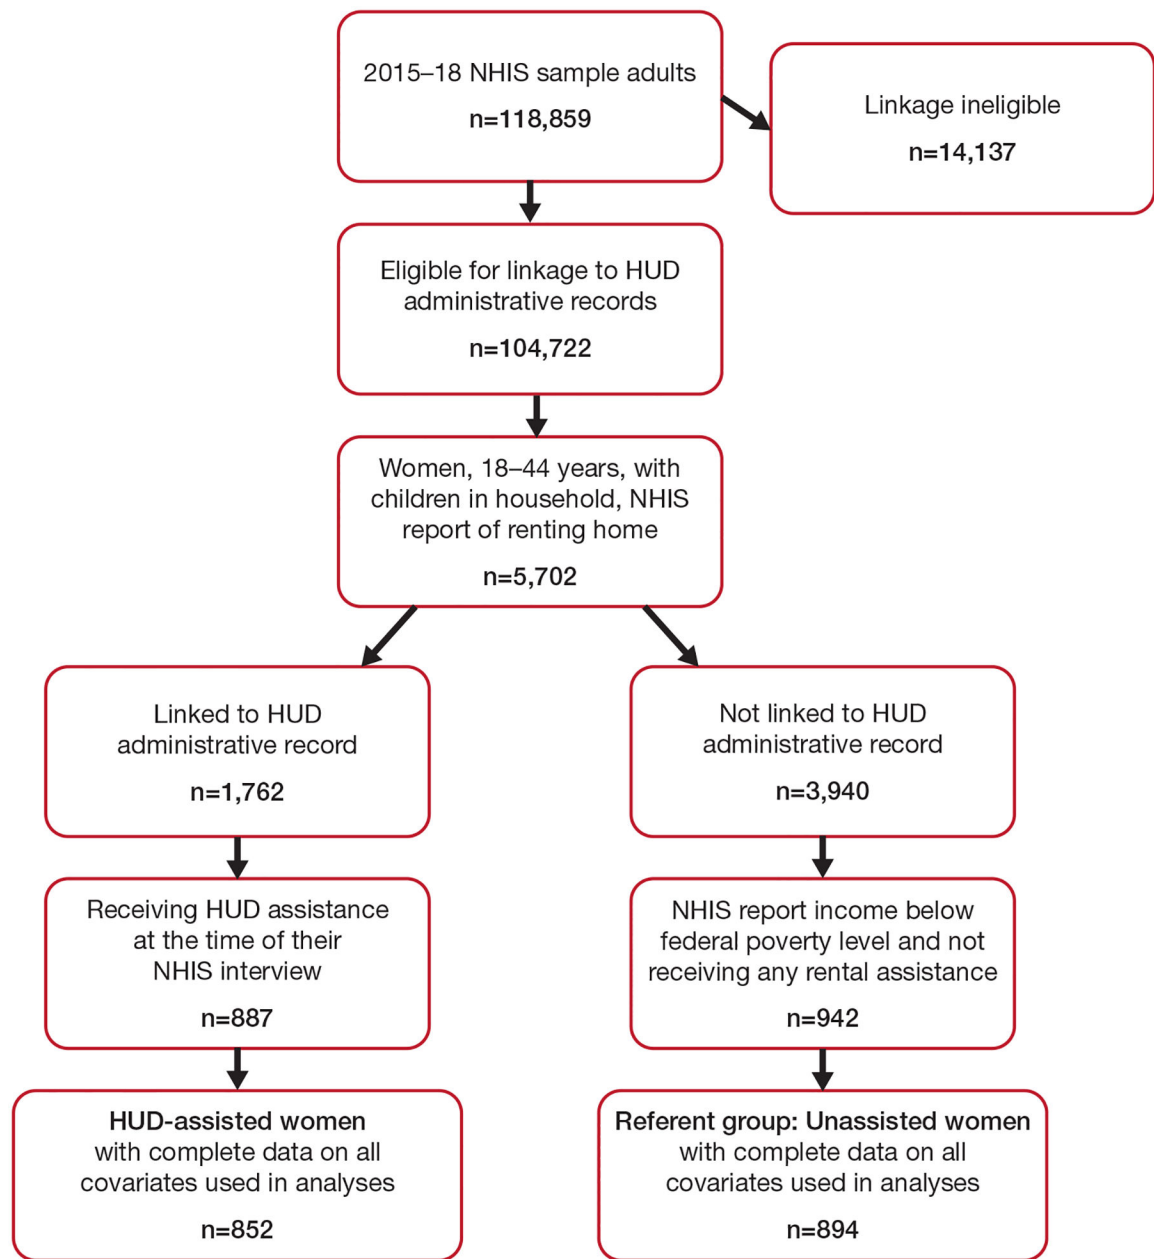 2015–18 NHIS sample adults
n=118,859
Linkage ineligible
n=14,137
Eligible for linkage to HUD
administrative records
n=104,722
Women, 18–44 years, with
children in household, NHIS
report of renting home
n=5,702
Linked to HUD
administrative record
n=1,762
Not linked to HUD
administrative record
n=3,940
Receiving HUD assistance
at the time of their
NHIS interview
n=887
NHIS report income below
federal poverty level and not
receiving any rental assistance
n=942
HUD-assisted women
with complete data on all
covariates used in analyses
n=852
Referent group: Unassisted women
with complete data on all
covariates used in analyses
n=894